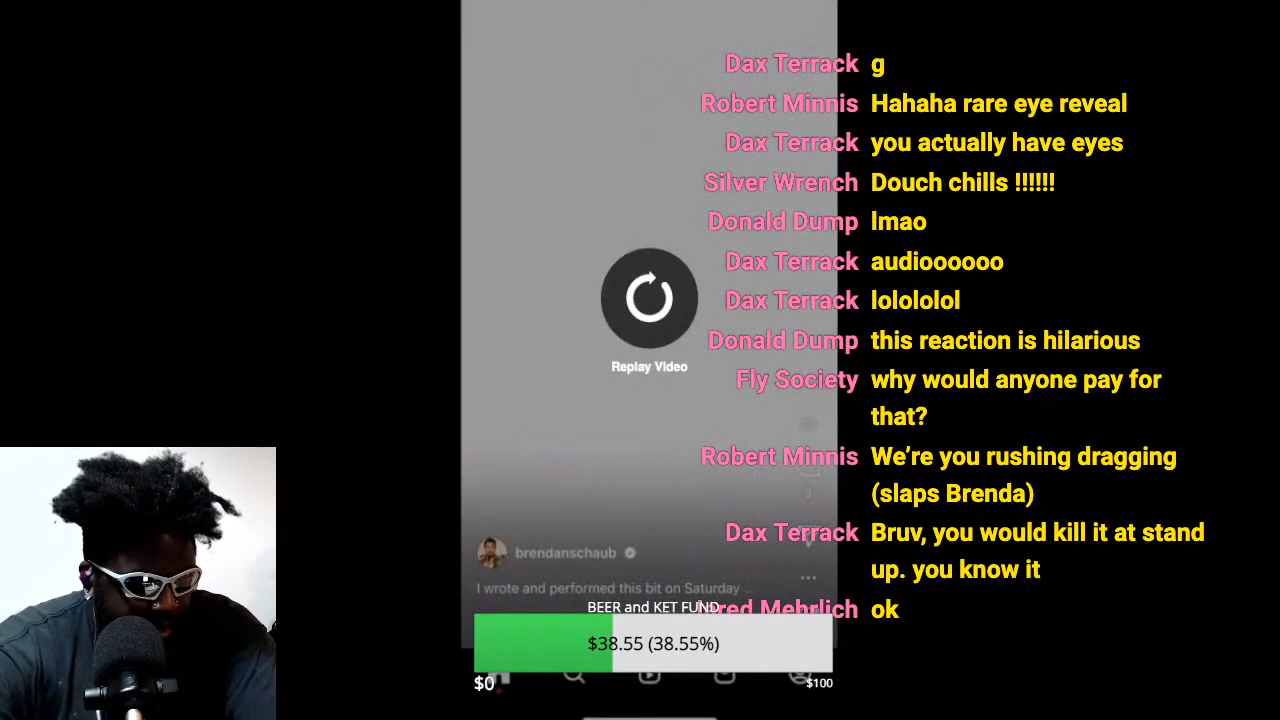 Dax Terrack g
Robert Minnis Hahaha rare eye reveal
Dax Terrack you actually have eyes
Silver Wrench Douch chills !!!!!!
Donald Dump lmao
Dax Terrack audioooooo
Dax Terrack lolololol
Donald Dump this reaction is hilarious
Fly Society why would anyone pay for
that?
Robert Minnis We’re you rushing dragging
(slaps Brenda)
Dax Terrack Bruv, you would kill it at stand
up. you know it
Mehrlich ok
Replay Video
3
brendanschaub
I wrote and performed this bit on Saturday ...
BEER and KET FUND
$38.55 (38.55%)
$0
$100